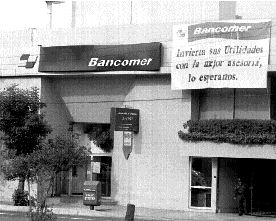 Bancomer
Bancomer
Invierta sus Utilidades
con la mejor asesoría,
lo esperamos.